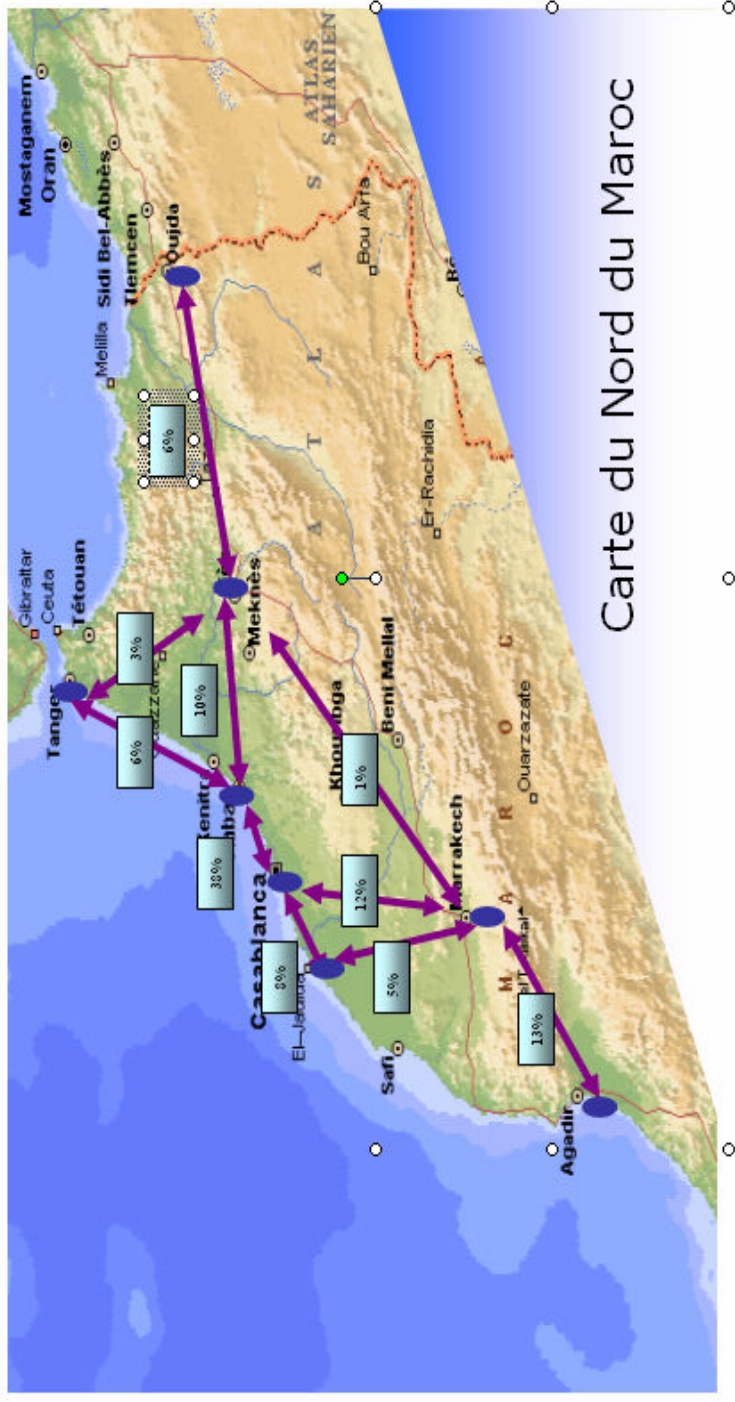 Mostaganem
Gibraltar
Oran
Ceuta
Tanger
Tétouan
Melilla
Sidi Bel-Abbès
Tlemcen
6%
3%
6%
Oujda
10%
38%
Meknès
Casablanca
8%
El-Jadida
ATLAS
SAHARIEN
A T L A S
1%
12%
Bou Arfa
Safi
5%
Beni Mellal
Er-Rachidia
Marrakech
M A R O C
Ouarzazate
13%
Agadir
Carte du Nord du Maroc